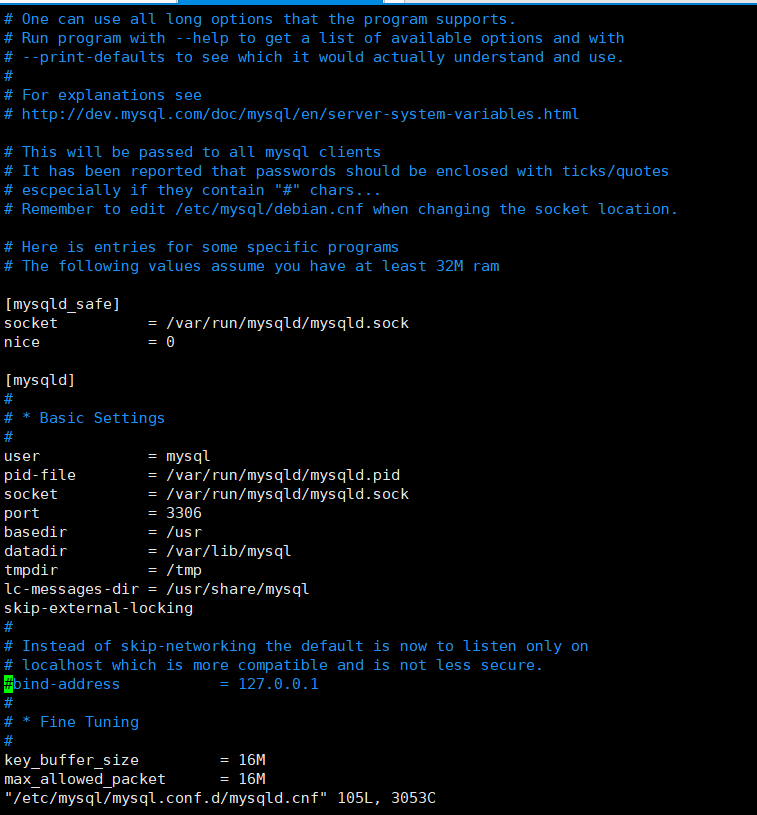 # One can use all long options that the program supports.
# Run program with --help to get a list of available options and with
# --print-defaults to see which it would actually understand and use.
#
# For explanations see
# http://dev.mysql.com/doc/mysql/en/server-system-variables.html
# This will be passed to all mysql clients
# It has been reported that passwords should be enclosed with ticks/quotes
# escpecially if they contain "#" chars...
# Remember to edit /etc/mysql/debian.cnf when changing the socket location.
# Here is entries for some specific programs
# The following values assume you have at least 32M ram
[mysqld_safe]
socket          = /var/run/mysqld/mysqld.sock
nice            = 0
[mysqld]
#
# * Basic Settings
#
user            = mysql
pid-file        = /var/run/mysqld/mysqld.pid
socket          = /var/run/mysqld/mysqld.sock
port            = 3306
basedir         = /usr
datadir         = /var/lib/mysql
tmpdir          = /tmp
lc-messages-dir = /usr/share/mysql
skip-external-locking
#
# Instead of skip-networking the default is now to listen only on
# localhost which is more compatible and is not less secure.
#bind-address           = 127.0.0.1
#
# * Fine Tuning
#
key_buffer_size         = 16M
max_allowed_packet      = 16M
"/etc/mysql/mysql.conf.d/mysqld.cnf" 105L, 3053C